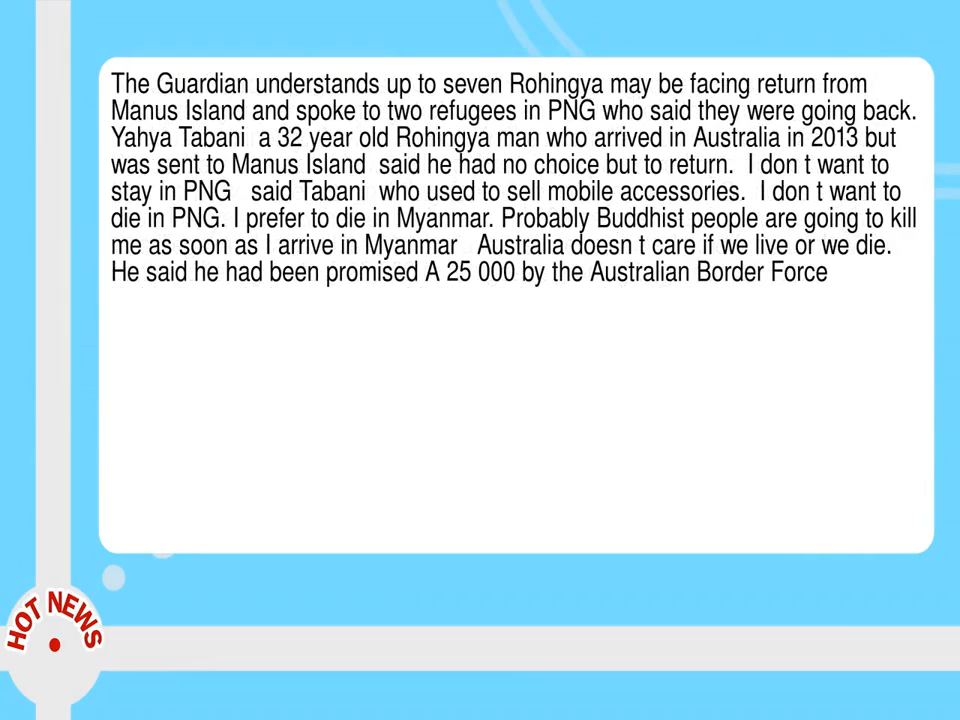 The Guardian understands up to seven Rohingya may be facing return from
Manus Island and spoke to two refugees in PNG who said they were going back.
Yahya Tabani  a 32 year old Rohingya man who arrived in Australia in 2013 but
was sent to Manus Island  said he had no choice but to return.  I don t want to
stay in PNG   said Tabani  who used to sell mobile accessories.  I don t want to
die in PNG. I prefer to die in Myanmar. Probably Buddhist people are going to kill
me as soon as I arrive in Myanmar   Australia doesn t care if we live or we die.
He said he had been promised A 25 000 by the Australian Border Force
HOT NEWS